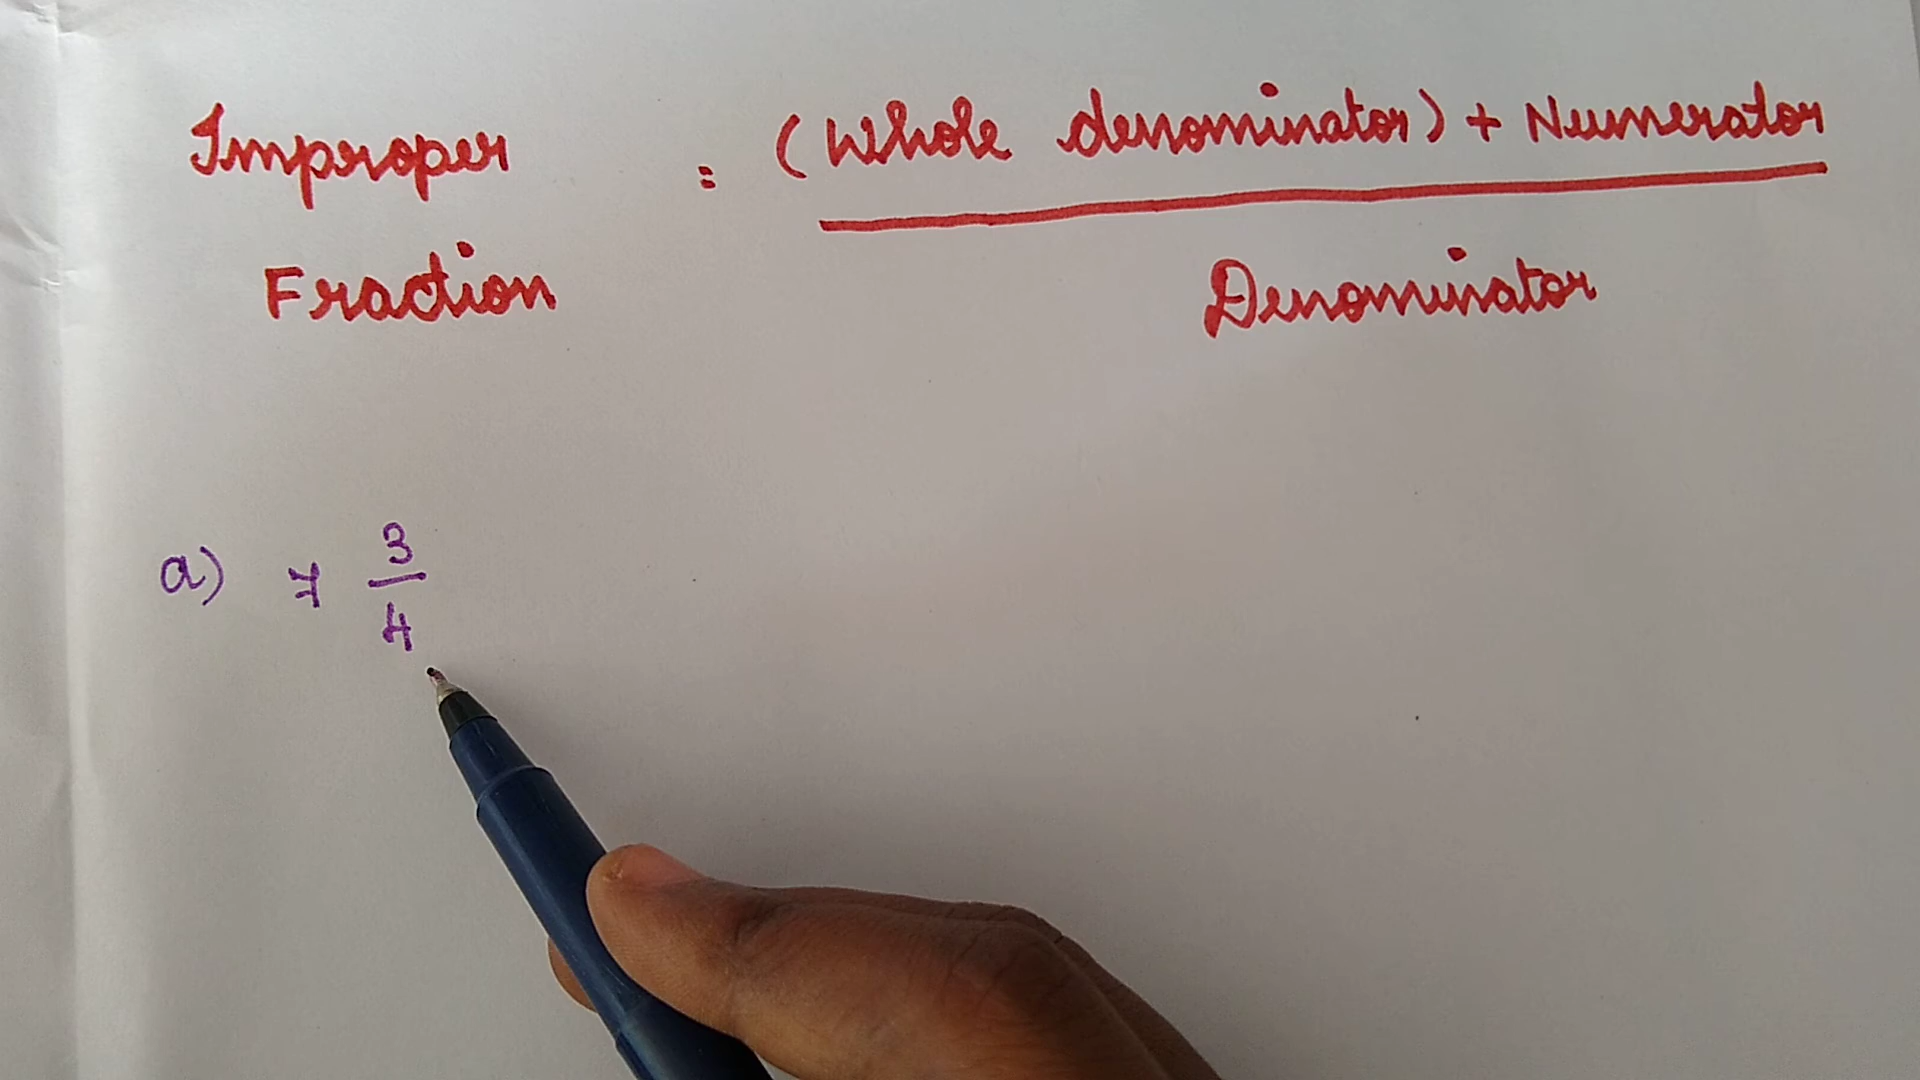 Improper : (Whole denominator) + Numerator
Fraction Denominator
a) 7 3/4